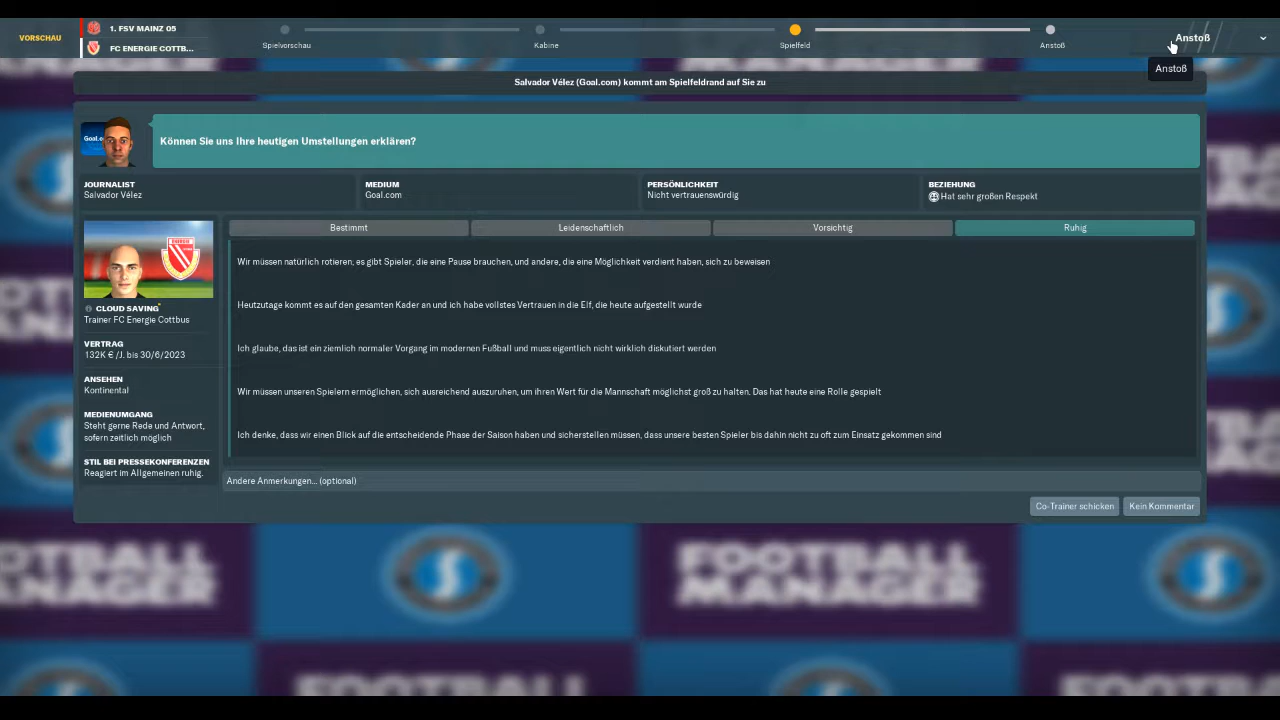 VORSCHAU
1. FSV MAINZ 05
FC ENERGIE COTTB...
Spielvorschau
Kabine
Spielfeld
Anstoß
Anstoß
Anstoß
Salvador Vélez (Goal.com) kommt am Spielfeldrand auf Sie zu
Goal.co
Können Sie uns Ihre heutigen Umstellungen erklären?
JOURNALIST
Salvador Vélez
MEDIUM
Goal.com
PERSÖNLICHKEIT
Nicht vertrauenswürdig
BEZIEHUNG
Hat sehr großen Respekt
ENERGIE
CLOUD SAVING*
Trainer FC Energie Cottbus
VERTRAG
132K € /J. bis 30/6/2023
ANSEHEN
Kontinental
MEDIENUMGANG
Steht gerne Rede und Antwort,
sofern zeitlich möglich
STIL BEI PRESSEKONFERENZEN
Reagiert im Allgemeinen ruhig.
Bestimmt
Leidenschaftlich
Vorsichtig
Ruhig
Wir müssen natürlich rotieren; es gibt Spieler, die eine Pause brauchen, und andere, die eine Möglichkeit verdient haben, sich zu beweisen
Heutzutage kommt es auf den gesamten Kader an und ich habe vollstes Vertrauen in die Elf, die heute aufgestellt wurde
Ich glaube, das ist ein ziemlich normaler Vorgang im modernen Fußball und muss eigentlich nicht wirklich diskutiert werden
Wir müssen unseren Spielern ermöglichen, sich ausreichend auszuruhen, um ihren Wert für die Mannschaft möglichst groß zu halten. Das hat heute eine Rolle gespielt
Ich denke, dass wir einen Blick auf die entscheidende Phase der Saison haben und sicherstellen müssen, dass unsere besten Spieler bis dahin nicht zu oft zum Einsatz gekommen sind
Andere Anmerkungen... (optional)
Co-Trainer schicken
Kein Kommentar
FOOTBALL
MANAGER
FOOTBALL
MANAGER
FOOTBALL